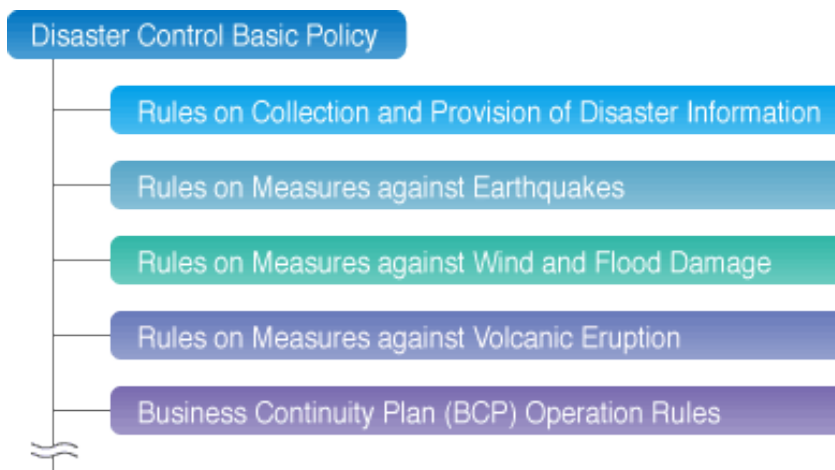 Disaster Control Basic Policy
Rules on Collection and Provision of Disaster Information
Rules on Measures against Earthquakes
Rules on Measures against Wind and Flood Damage
Rules on Measures against Volcanic Eruption
Business Continuity Plan (BCP) Operation Rules